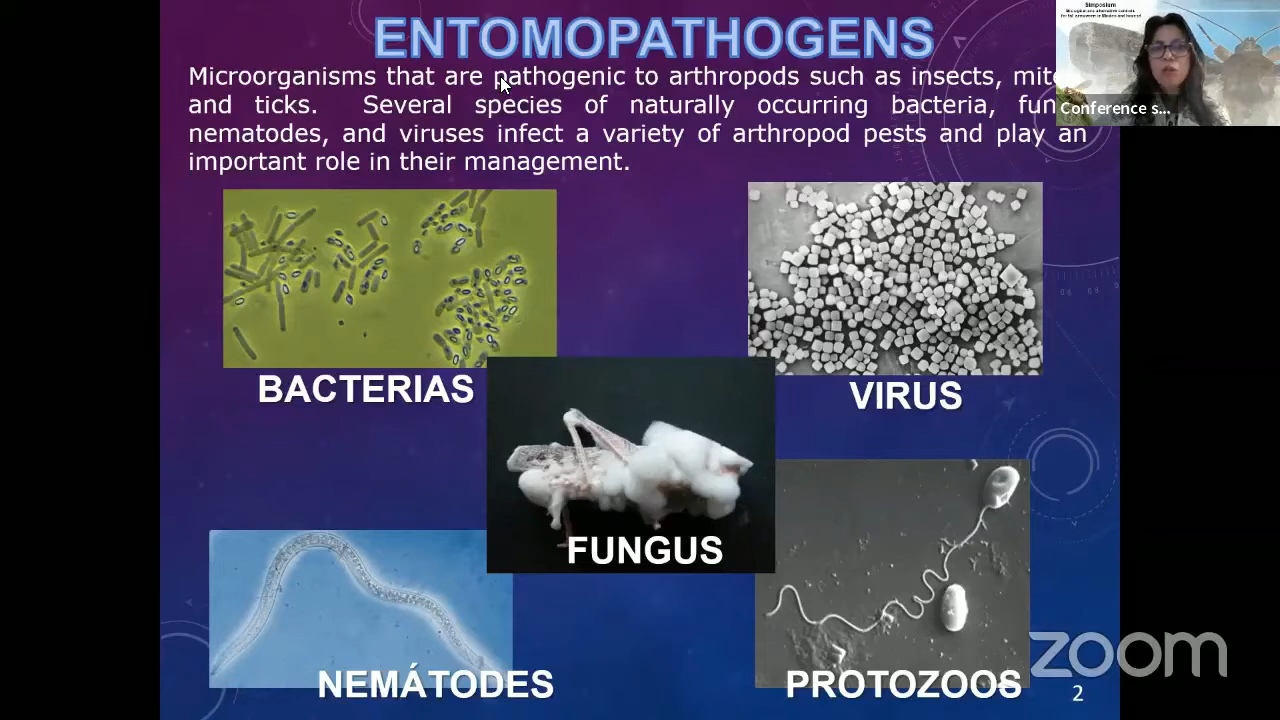 ENTOMOPATHOGENS
Microorganisms that are pathogenic to arthropods such as insects,
and ticks. Several species of naturally occurring bacteria,
nematodes, and viruses infect a variety of arthropod pests and play an
important role in their management.
Symposium
Conference s...
BACTERIAS
VIRUS
FUNGUS
NEMÁTODES
PROTOZOOS
zoom
2